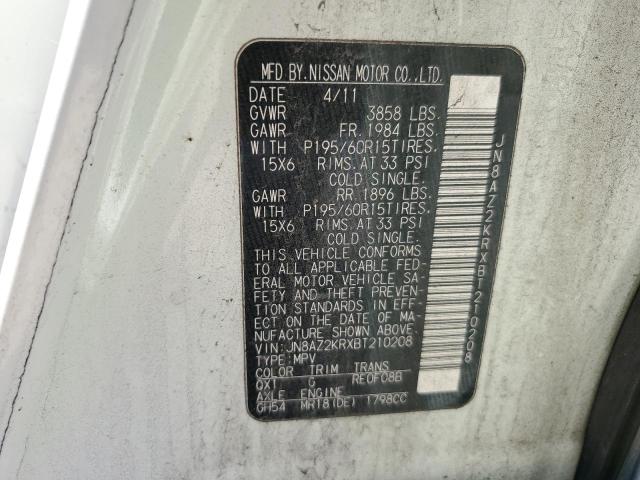 MFD BY.NISSAN MOTOR CO.,LTD.
DATE 4/11
GVWR 3858 LBS.
GAWR FR.1984 LBS.
WITH P195/60R15TIRES.
15X6 RIMS.AT 33 PSI
COLD SINGLE.
GAWR RR 1896 LBS.
WITH P195/60R15TIRES.
15X6 RIMS.AT 33 PSI
COLD SINGLE.
THIS VEHICLE CONFORMS
TO ALL APPLICABLE FED-
ERAL MOTOR VEHICLE SA-
FETY AND THEFT PREVEN-
TION STANDARDS IN EFF-
ECT ON THE DATE OF MA-
NUFACTURE SHOWN ABOVE.
VIN:JN8AZ2KRXBT210208
TYPE:MPV
COLOR TRIM TRANS
QX1 G RE0F08B
AXLE ENGINE
GH54 MR18(DE) 1798CC
JN8AZ2KRXBT210208